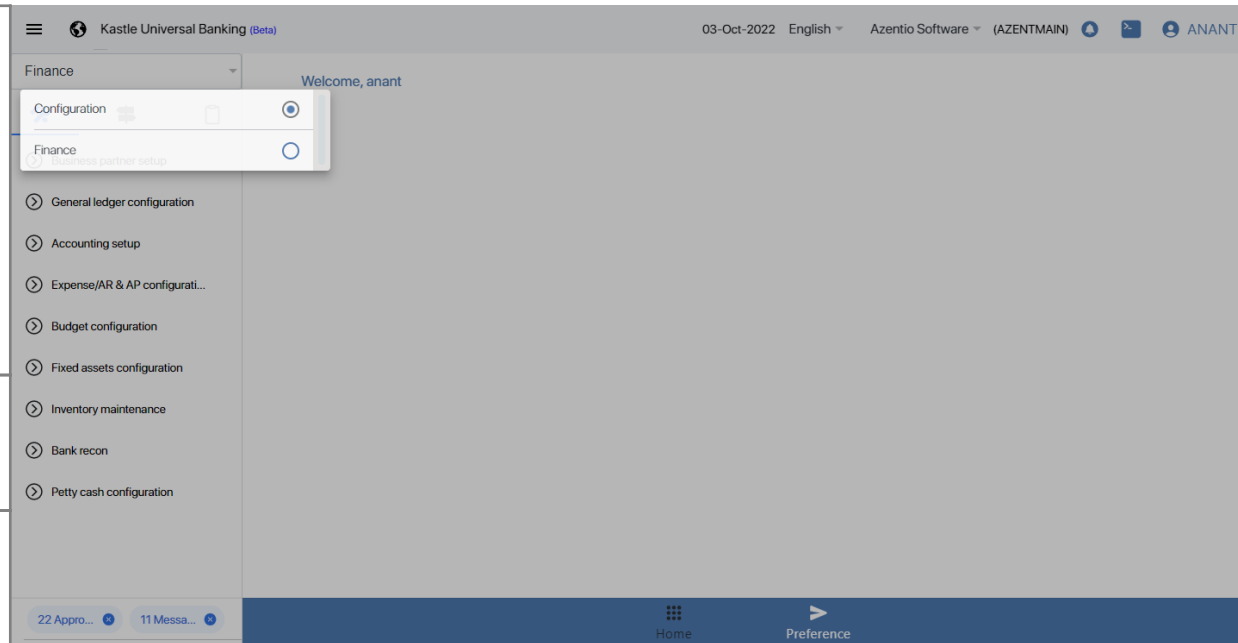 Kastle Universal Banking (Beta)
03-Oct-2022 English Azentio Software (AZENTMAIN) ANANT
Finance
Welcome, anant
Configuration
Finance
Business partner setup
General ledger configuration
Accounting setup
Expense/AR & AP configurati...
Budget configuration
Fixed assets configuration
Inventory maintenance
Bank recon
Petty cash configuration
22 Appro... 11 Messa...
Home Preference